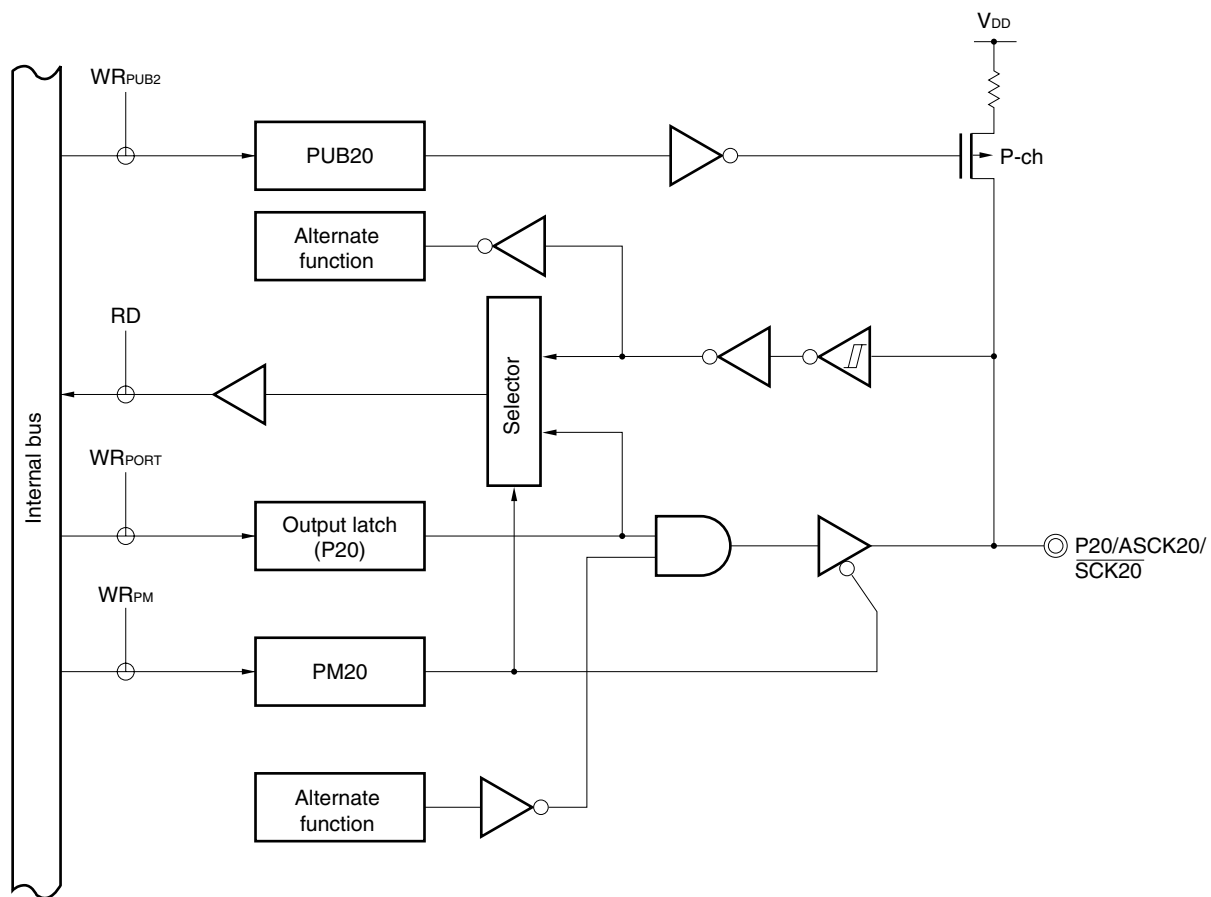 VDD
WRPUB2
PUB20
P-ch
Alternate
function
RD
Selector
Internal bus
WRPORT
Output latch
(P20)
P20/ASCK20/
SCK20
WRPM
PM20
Alternate
function